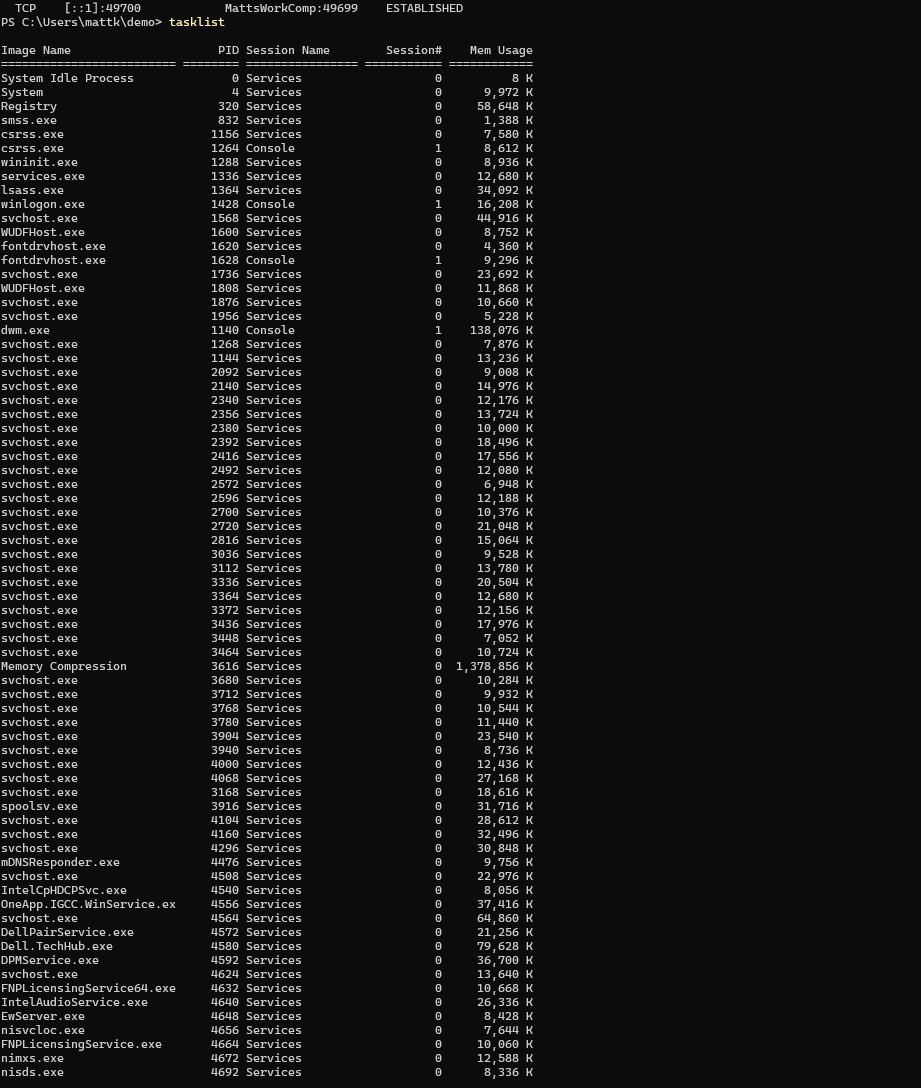 TCP    [::1]:49700            MattsWorkComp:49699    ESTABLISHED
PS C:\Users\mattk\demo> tasklist

Image Name                     PID Session Name        Session#    Mem Usage
========================= ======== ================ =========== ============
System Idle Process              0 Services                   0          8 K
System                           4 Services                   0      9,972 K
Registry                       320 Services                   0     58,648 K
smss.exe                       832 Services                   0      1,388 K
csrss.exe                     1156 Services                   0      7,580 K
csrss.exe                     1264 Console                    1      8,612 K
wininit.exe                   1288 Services                   0      8,936 K
services.exe                  1336 Services                   0     12,680 K
lsass.exe                     1364 Services                   0     34,092 K
winlogon.exe                  1428 Console                    1     16,208 K
svchost.exe                   1568 Services                   0     44,916 K
WUDFHost.exe                  1600 Services                   0      8,752 K
fontdrvhost.exe               1620 Services                   0      4,360 K
fontdrvhost.exe               1628 Console                    1      9,296 K
svchost.exe                   1736 Services                   0     23,692 K
WUDFHost.exe                  1808 Services                   0     11,868 K
svchost.exe                   1876 Services                   0     10,660 K
svchost.exe                   1956 Services                   0      5,228 K
dwm.exe                       1140 Console                    1    138,076 K
svchost.exe                   1268 Services                   0      7,876 K
svchost.exe                   1144 Services                   0     13,236 K
svchost.exe                   2092 Services                   0      9,008 K
svchost.exe                   2140 Services                   0     14,976 K
svchost.exe                   2340 Services                   0     12,176 K
svchost.exe                   2356 Services                   0     13,724 K
svchost.exe                   2380 Services                   0     10,000 K
svchost.exe                   2392 Services                   0     18,496 K
svchost.exe                   2416 Services                   0     17,556 K
svchost.exe                   2492 Services                   0     12,080 K
svchost.exe                   2572 Services                   0      6,948 K
svchost.exe                   2596 Services                   0     12,188 K
svchost.exe                   2700 Services                   0     10,376 K
svchost.exe                   2720 Services                   0     21,048 K
svchost.exe                   2816 Services                   0     15,064 K
svchost.exe                   3036 Services                   0      9,528 K
svchost.exe                   3112 Services                   0     13,780 K
svchost.exe                   3336 Services                   0     20,504 K
svchost.exe                   3364 Services                   0     12,680 K
svchost.exe                   3372 Services                   0     12,156 K
svchost.exe                   3436 Services                   0     17,976 K
svchost.exe                   3448 Services                   0      7,052 K
svchost.exe                   3464 Services                   0     10,724 K
Memory Compression            3616 Services                   0  1,378,856 K
svchost.exe                   3680 Services                   0     10,284 K
svchost.exe                   3712 Services                   0      9,932 K
svchost.exe                   3768 Services                   0     10,544 K
svchost.exe                   3780 Services                   0     11,440 K
svchost.exe                   3904 Services                   0     23,540 K
svchost.exe                   3940 Services                   0      8,736 K
svchost.exe                   4000 Services                   0     12,436 K
svchost.exe                   4068 Services                   0     27,168 K
svchost.exe                   3168 Services                   0     18,616 K
spoolsv.exe                   3916 Services                   0     31,716 K
svchost.exe                   4104 Services                   0     28,612 K
svchost.exe                   4160 Services                   0     32,496 K
svchost.exe                   4296 Services                   0     30,848 K
mDNSResponder.exe             4476 Services                   0      9,756 K
svchost.exe                   4508 Services                   0     22,976 K
IntelCpHDCPSvc.exe            4540 Services                   0      8,056 K
OneApp.IGCC.WinService.ex     4556 Services                   0     37,416 K
svchost.exe                   4564 Services                   0     64,860 K
DellPairService.exe           4572 Services                   0     21,256 K
Dell.TechHub.exe              4580 Services                   0     79,628 K
DPMService.exe                4592 Services                   0     36,700 K
svchost.exe                   4624 Services                   0     13,640 K
FNPLicensingService64.exe     4632 Services                   0     10,668 K
IntelAudioService.exe         4640 Services                   0     26,336 K
EwServer.exe                  4648 Services                   0      8,428 K
nisvcloc.exe                  4656 Services                   0      7,644 K
FNPLicensingService.exe       4664 Services                   0     10,060 K
nimxs.exe                     4672 Services                   0     12,588 K
nisds.exe                     4692 Services                   0      8,336 K